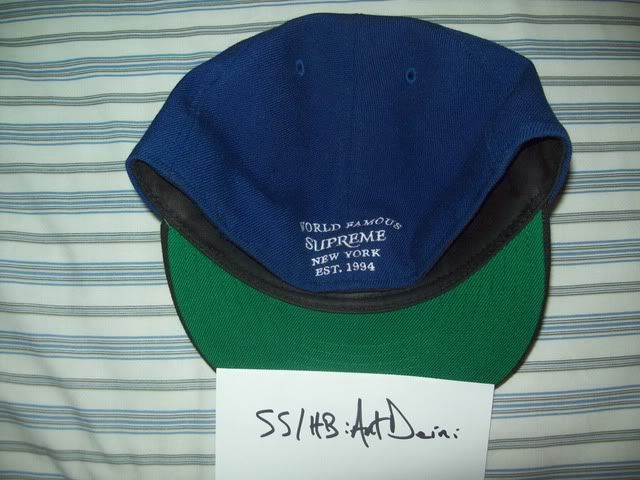 WORLD FAMOUS
SUPREME
NEW YORK
EST. 1994
SS/HB: